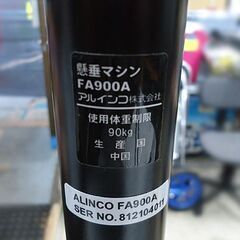 懸垂マシン
FA900A
アルインコ株式会社
使用体重制限
90kg
生産国
中国
ALINCO FA900A
SER NO. 812104011